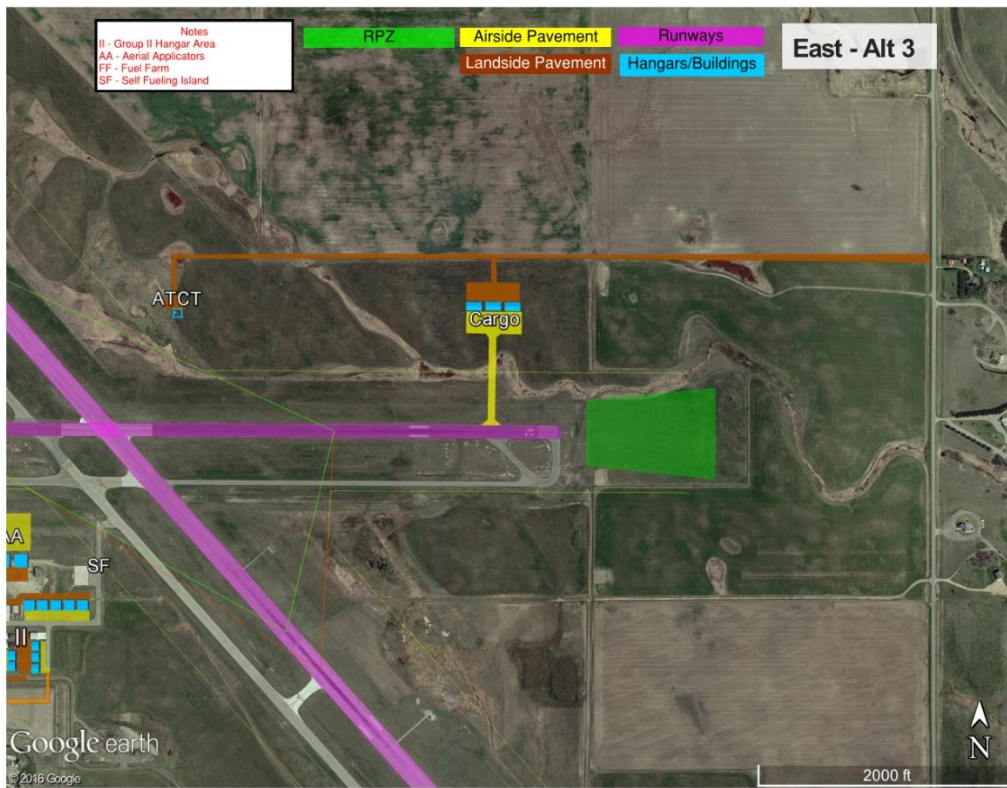 Notes
II - Group II Hangar Area
AA - Aerial Applicators
FF - Fuel Farm
SF - Self Fueling Island
RPZ
Airside Pavement
Runways
Landside Pavement
Hangars/Buildings
East - Alt 3
ATCT
Cargo
AA
SF
II
Google earth
© 2016 Google
N
2000 ft